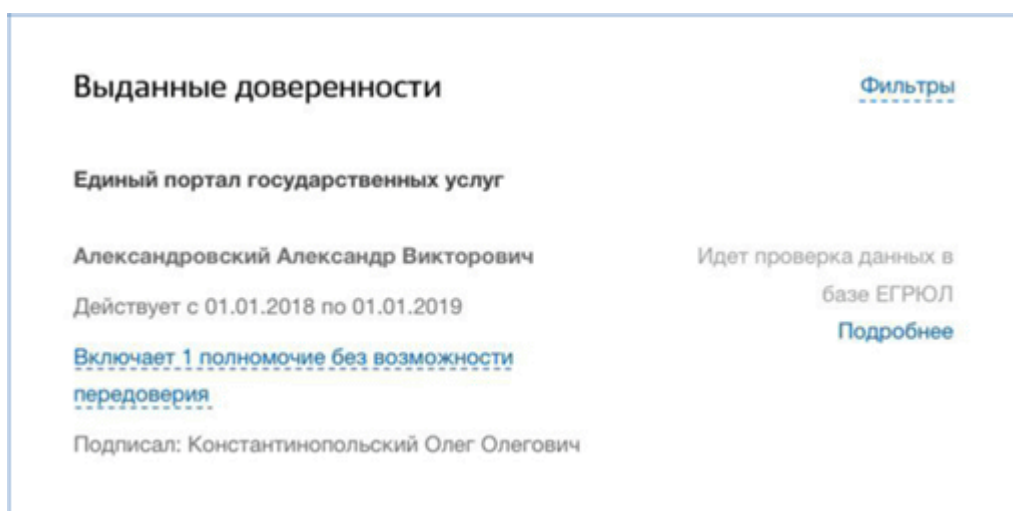 Выданные доверенности
Фильтры
Единый портал государственных услуг
Александровский Александр Викторович
Действует с 01.01.2018 по 01.01.2019
Включает 1 полномочие без возможности
передоверия
Подписал: Константинопольский Олег Олегович
Идет проверка данных в
базе ЕГРЮЛ
Подробнее